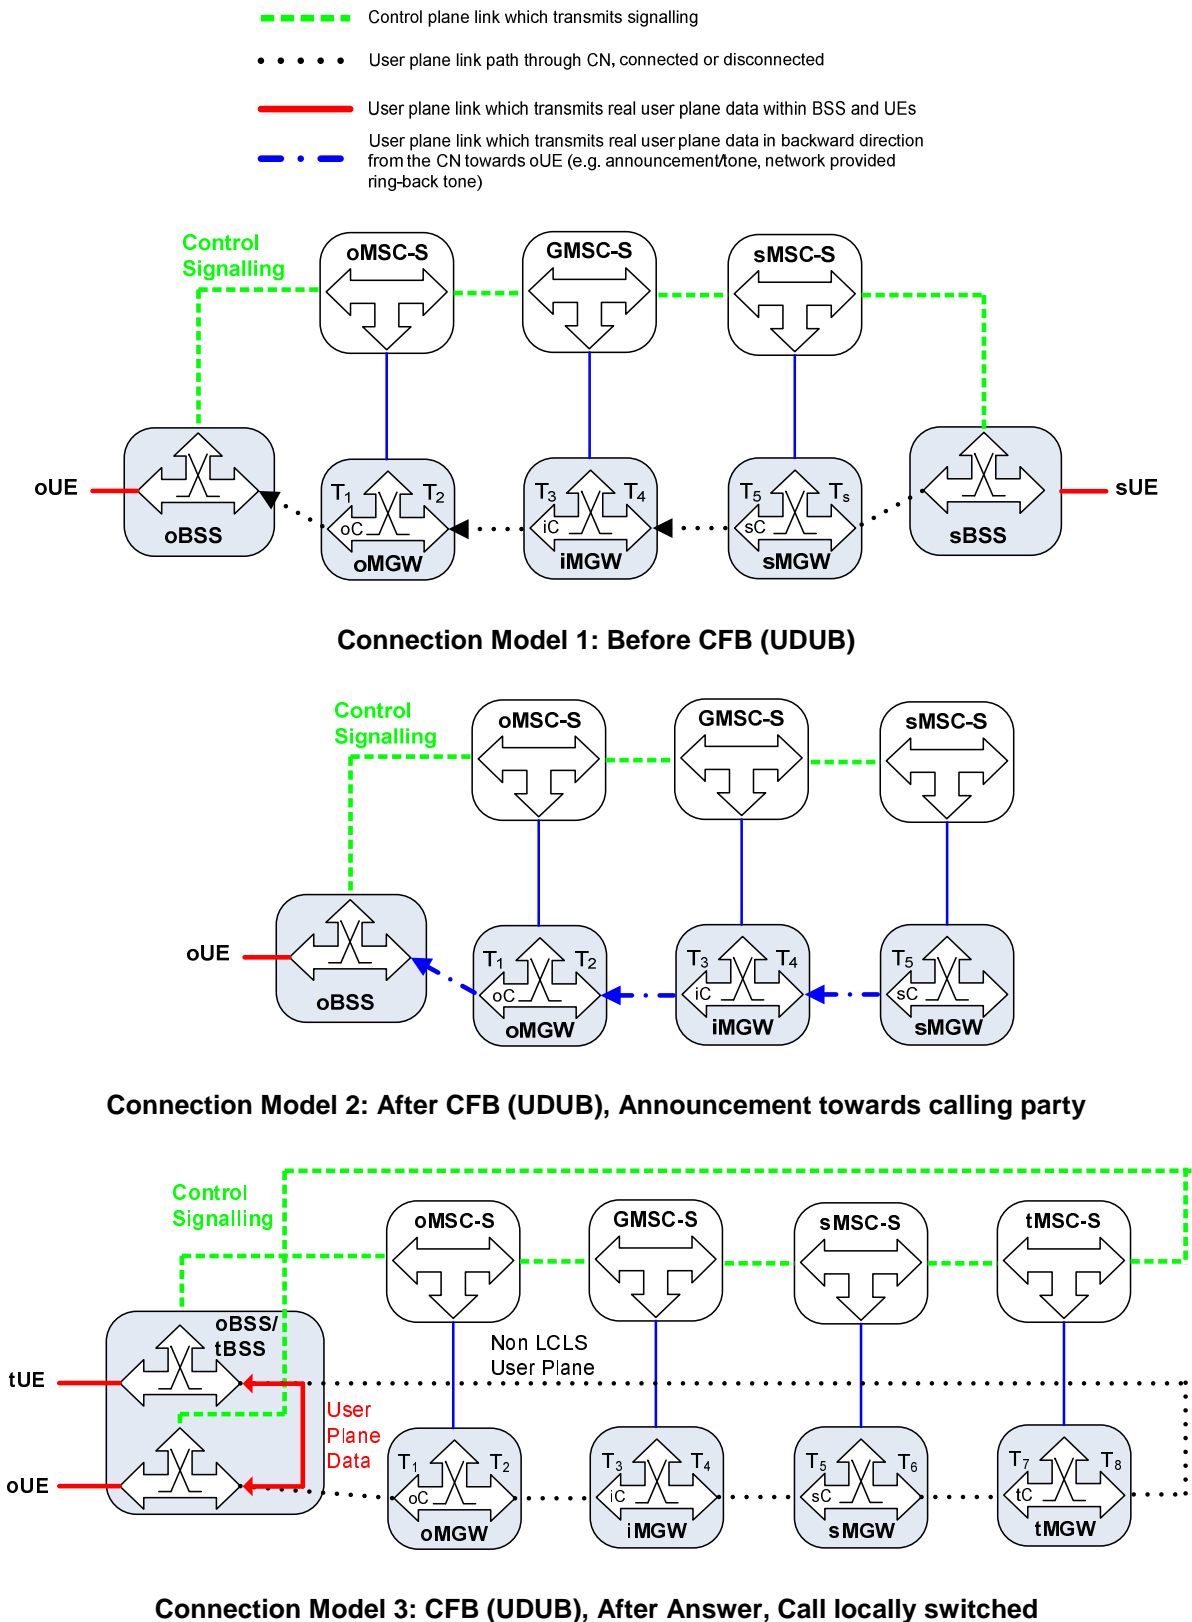 Control plane link which transmits signalling
User plane link path through CN, connected or disconnected
User plane link which transmits real user plane data within BSS and UEs
User plane link which transmits real user plane data in backward direction
from the CN towards oUE (e.g. announcement/tone, network provided
ring-back tone)
Control
Signalling
oMSC-S
GMSC-S
sMSC-S
oUE
oBSS
T1 T2
oC
oMGW
T3 T4
iC
iMGW
T5 Ts
sC
sMGW
sBSS
sUE
Connection Model 1: Before CFB (UDUB)
Control
Signalling
oMSC-S
GMSC-S
sMSC-S
oUE
oBSS
T1 T2
oC
oMGW
T3 T4
iC
iMGW
T5
sC
sMGW
Connection Model 2: After CFB (UDUB), Announcement towards calling party
Control
Signalling
oMSC-S
GMSC-S
sMSC-S
tMSC-S
oBSS/
tBSS
Non LCLS
User Plane
tUE
User
Plane
Data
oUE
T1 T2
oC
oMGW
T3 T4
iC
iMGW
T5 T6
sC
sMGW
T7 T8
tC
tMGW
Connection Model 3: CFB (UDUB), After Answer, Call locally switched